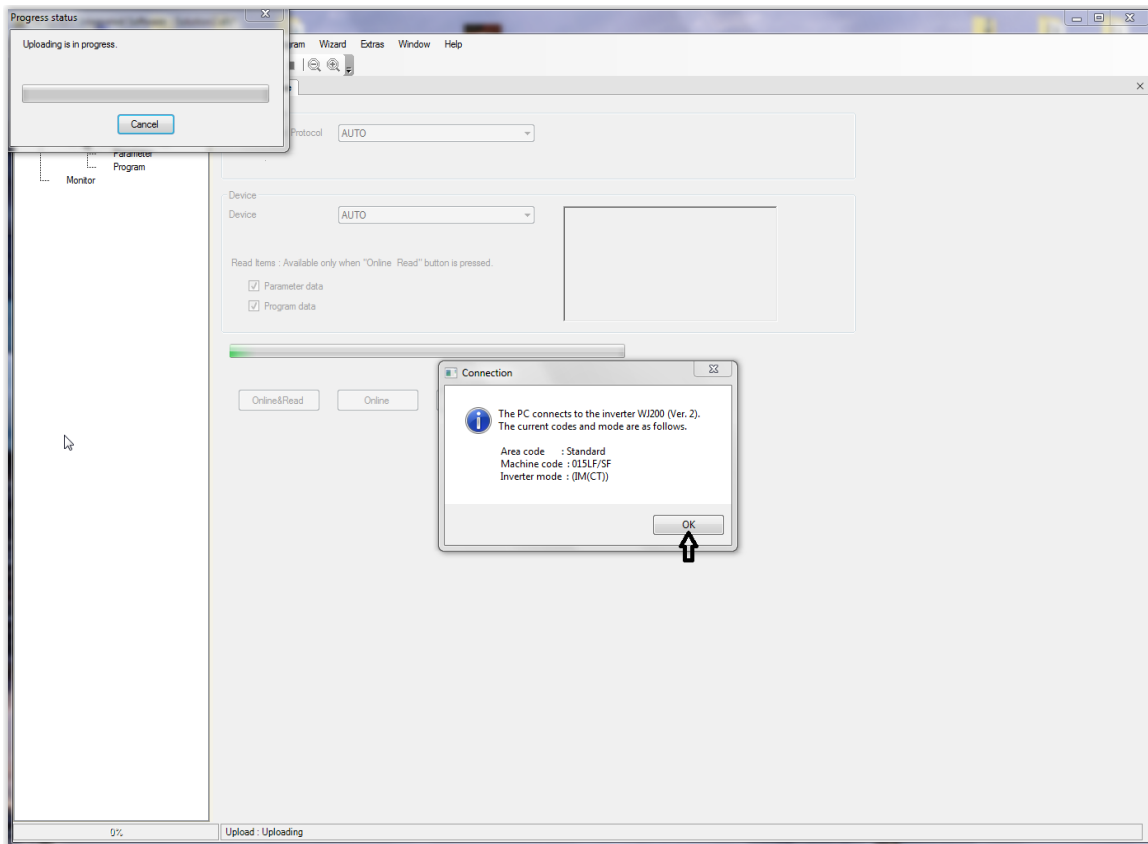 Progress status
Uploading is in progress.
Cancel
Wizard Extras Window Help
Protocol AUTO
Parameter
Program
Monitor
Device
Device AUTO
Read Items : Available only when "Online Read" button is pressed.
Parameter data
Program data
Online&Read Online
Connection
The PC connects to the inverter WJ200 (Ver. 2).
The current codes and mode are as follows.
Area code : Standard
Machine code : 015LF/SF
Inverter mode : (IM(CT))
OK
0% Upload : Uploading